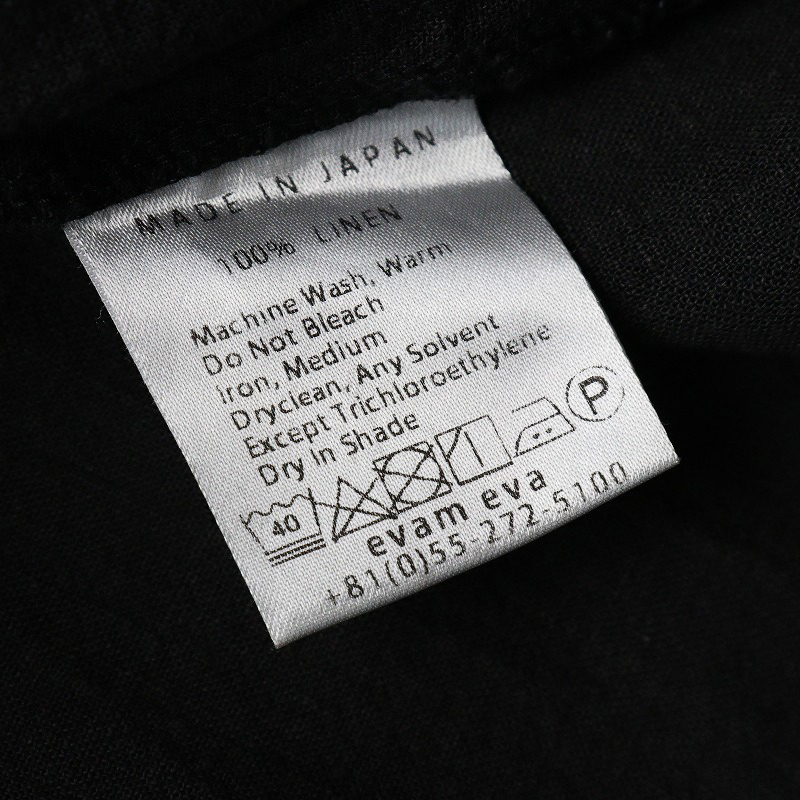 MADE IN JAPAN
100% LINEN
Machine Wash, Warm
Do Not Bleach
Iron, Medium
Dryclean, Any Solvent
Except Trichloroethylene
Dry In Shade
40 P
evam eva
+81(0)55-272-5100